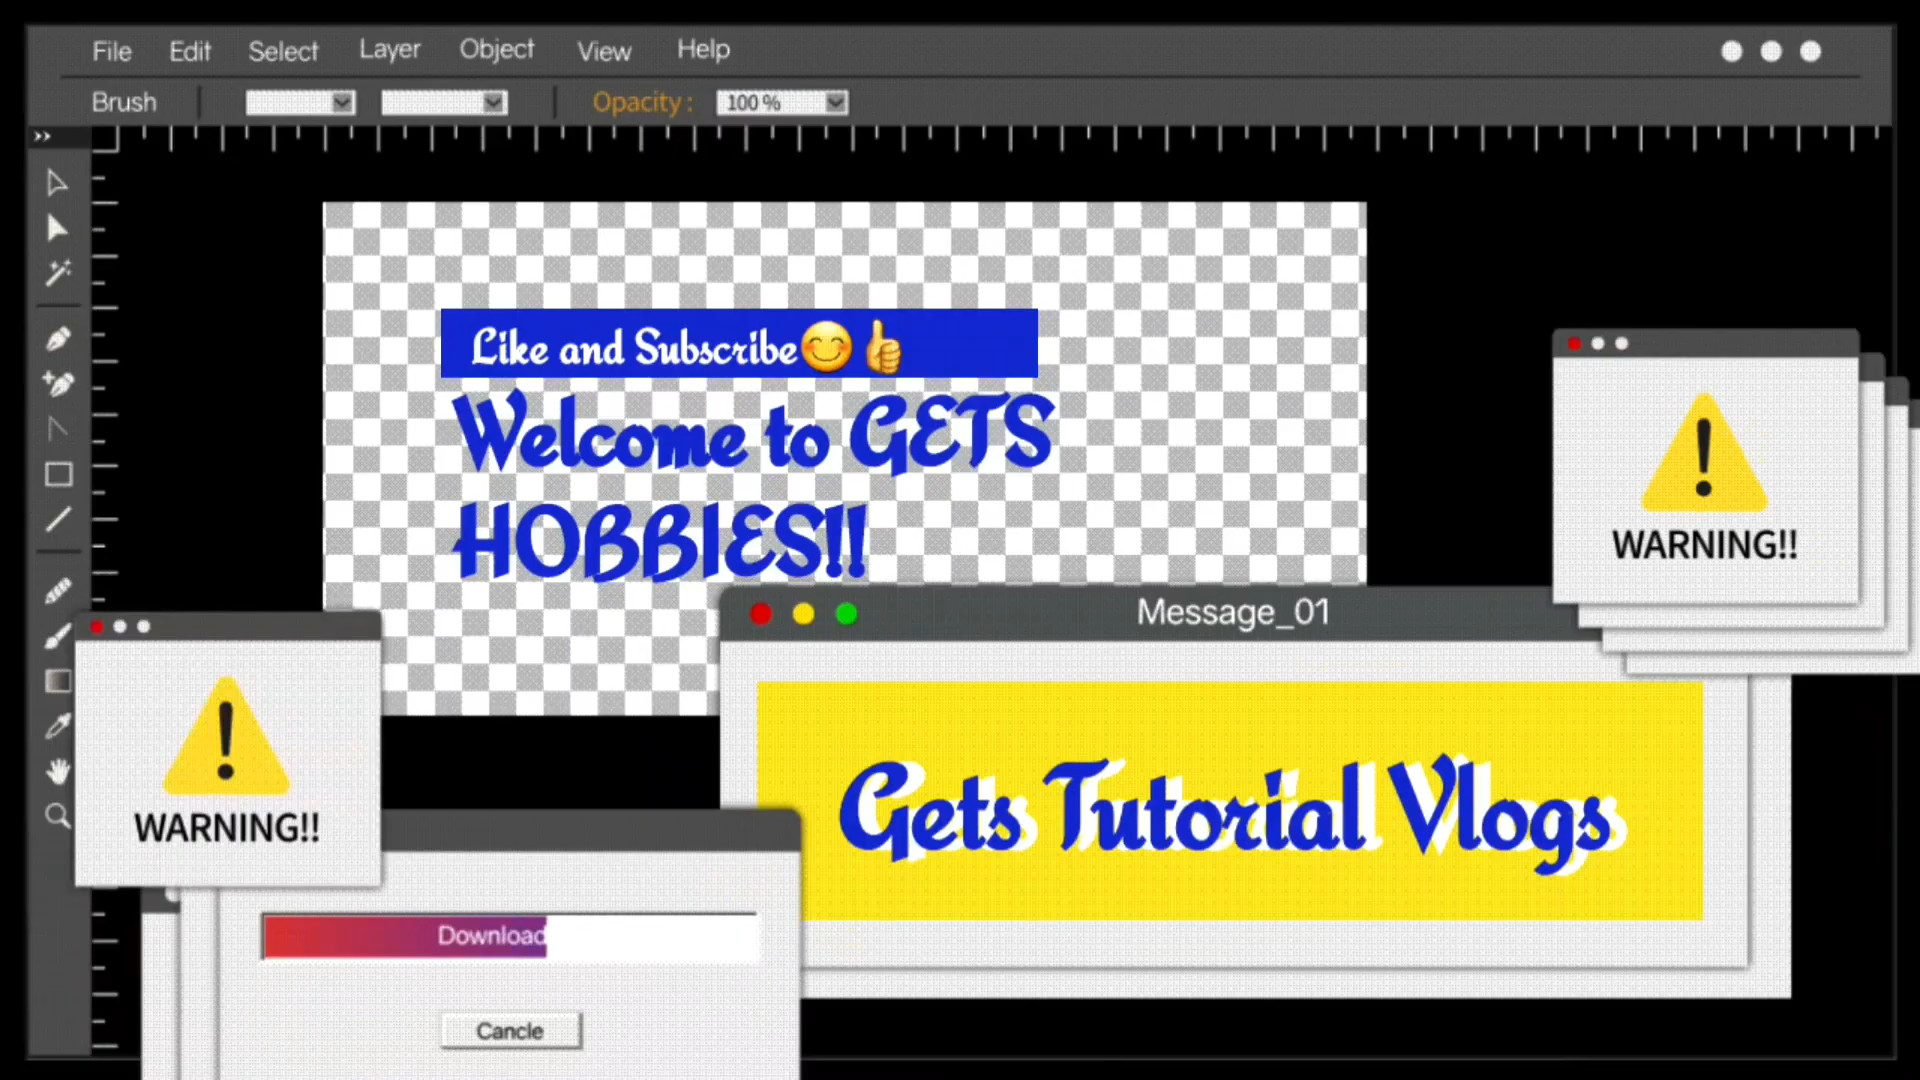 File Edit Select Layer Object View Help
Brush Opacity : 100 %
Like and Subscribe😊👍
Welcome to GETS
HOBBIES!!
WARNING!!
Message_01
Gets Tutorial Vlogs
WARNING!!
Download
Cancle